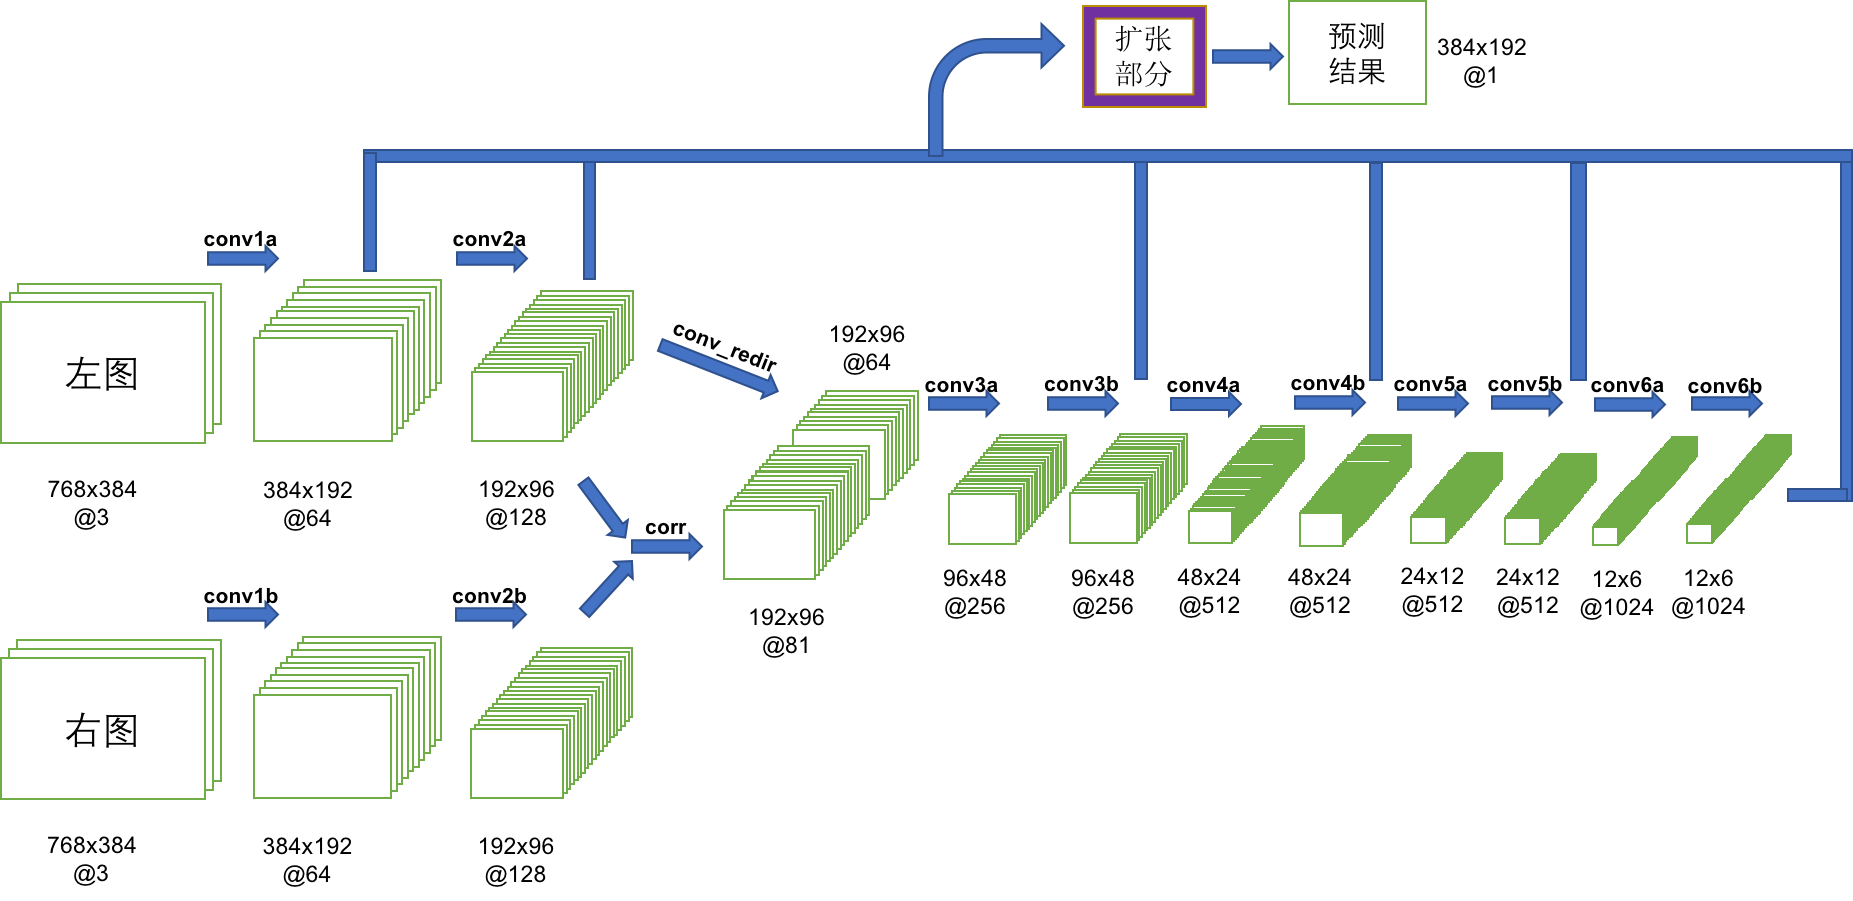 扩张
部分
预测
结果
384x192
@1
conv1a
conv2a
左图
768x384
@3
384x192
@64
192x96
@128
conv_redir
192x96
@64
corr
192x96
@81
conv3a
conv3b
conv4a
conv4b
conv5a
conv5b
conv6a
conv6b
96x48
@256
96x48
@256
48x24
@512
48x24
@512
24x12
@512
24x12
@512
12x6
@1024
12x6
@1024
conv1b
conv2b
右图
768x384
@3
384x192
@64
192x96
@128